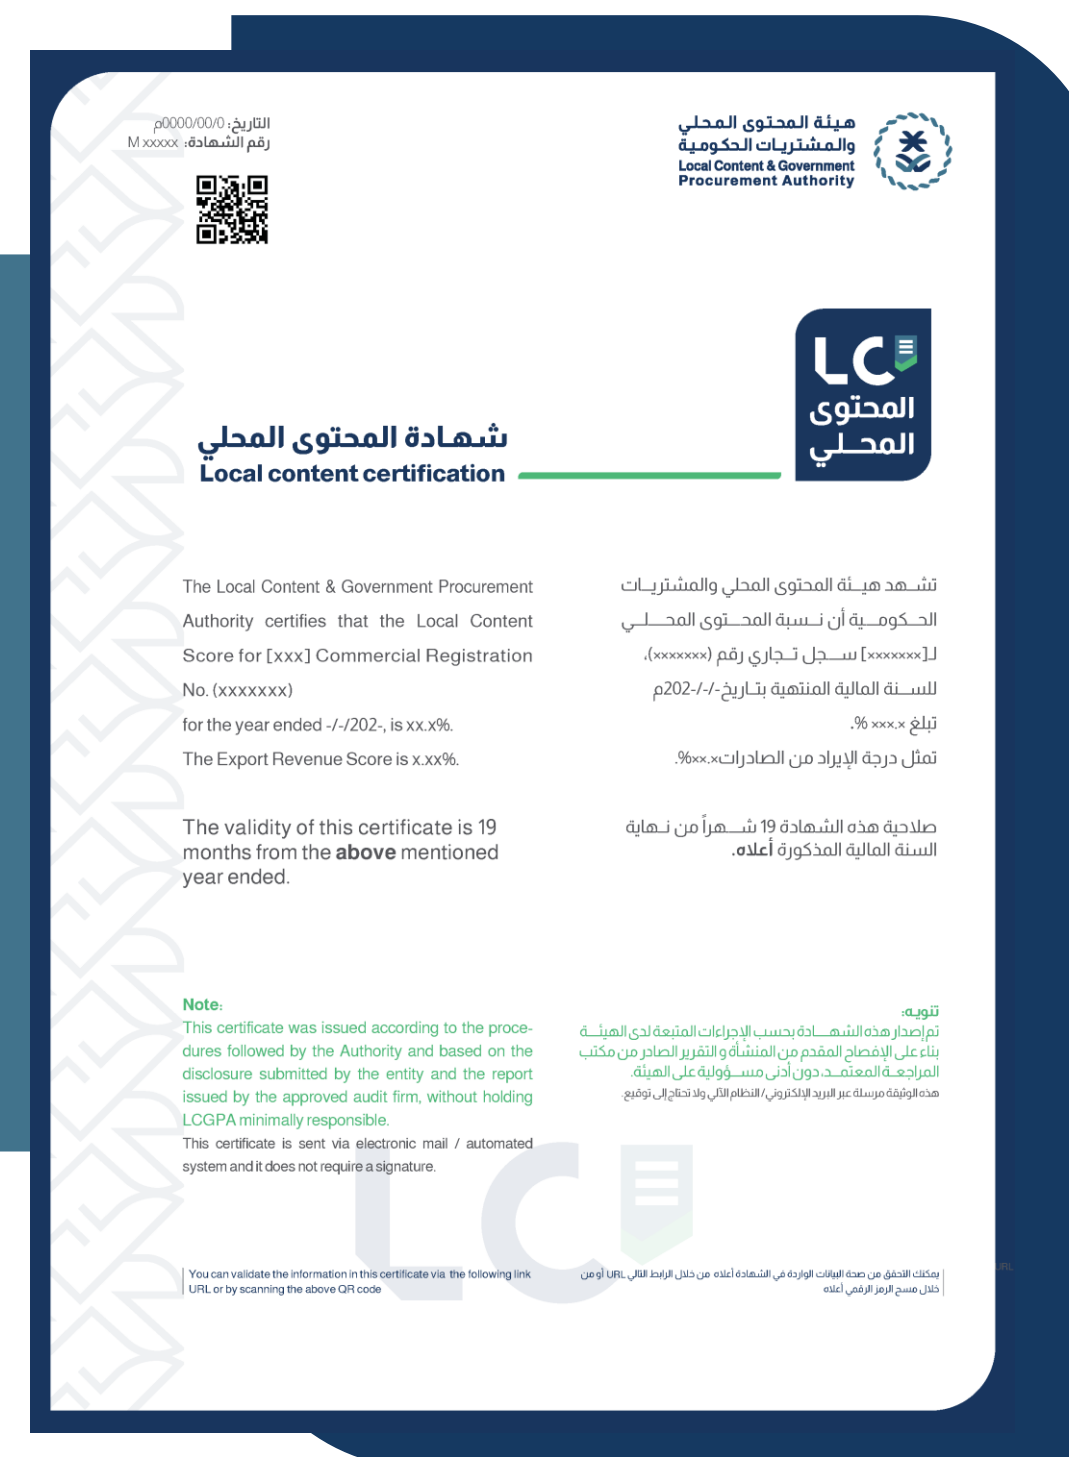 التاريخ: 0000/00/0م
رقم الشهادة: M xxxxx
هيئة المحتوى المحلي
والمشتريات الحكومية
Local Content & Government
Procurement Authority
LC
المحتوى
المحلي
شهادة المحتوى المحلي
Local content certification
The Local Content & Government Procurement
Authority certifies that the Local Content
Score for [xxx] Commercial Registration
No. (xxxxxxx)
for the year ended -/-/202-, is xx.x%.
The Export Revenue Score is x.xx%.
تشهد هيئة المحتوى المحلي والمشتريات
الحكومية أن نسبة المحتوى المحلي
لـ[×××××××] سجل تجاري رقم (×××××××)،
للسنة المالية المنتهية بتاريخ-/-/202م
تبلغ ×.××× %.
تمثل درجة الإيراد من الصادرات×.××%.
The validity of this certificate is 19
months from the above mentioned
year ended.
صلاحية هذه الشهادة 19 شهراً من نهاية
السنة المالية المذكورة أعلاه.
Note:
This certificate was issued according to the proce-
dures followed by the Authority and based on the
disclosure submitted by the entity and the report
issued by the approved audit firm, without holding
LCGPA minimally responsible.
This certificate is sent via electronic mail / automated
system and it does not require a signature.
تنويه:
تم إصدار هذه الشهادة بحسب الإجراءات المتبعة لدى الهيئة
بناء على الإفصاح المقدم من المنشأة و التقرير الصادر من مكتب
المراجعة المعتمد، دون أدنى مسؤولية على الهيئة.
هذه الوثيقة مرسلة عبر البريد الإلكتروني/ النظام الآلي ولا تحتاج إلى توقيع.
LC
You can validate the information in this certificate via the following link
URL or by scanning the above QR code
يمكنك التحقق من صحة البيانات الواردة في الشهادة أعلاه من خلال الرابط التالي URL أو من
خلال مسح الرمز الرقمي أعلاه
URL